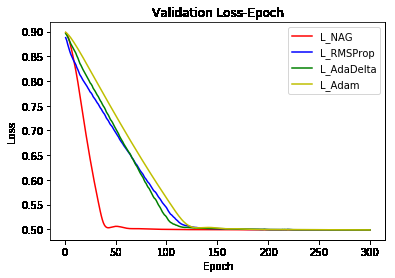 Validation Loss-Epoch
0.90
0.85
0.80
0.75
0.70
0.65
0.60
0.55
0.50
Loss
L_NAG
L_RMSProp
L_AdaDelta
L_Adam
0 50 100 150 200 250 300
Epoch